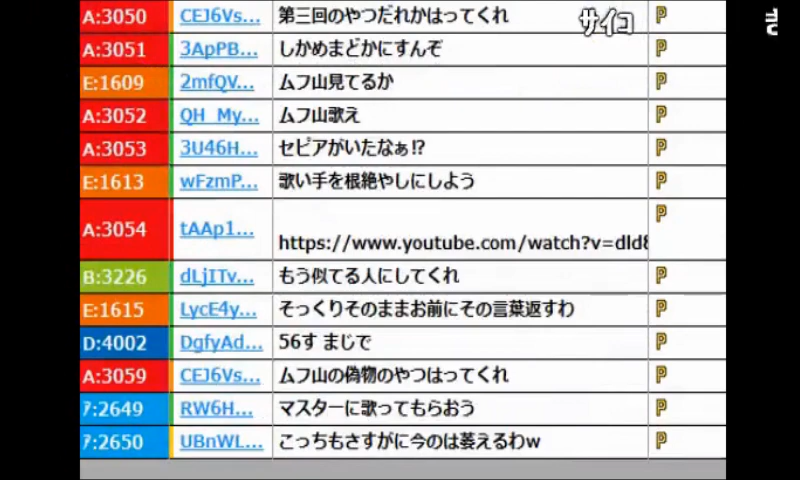 A:3050 CEJ6Vs... 第三回のやつだれかはってくれ P
サイコ
A:3051 3ApPB... しかめまどかにすんぞ P
E:1609 2mfQV... ムフ山見てるか P
A:3052 QH_My... ムフ山歌え P
A:3053 3U46H... セピアがいたなぁ!? P
E:1613 wFzmP... 歌い手を根絶やしにしよう P
A:3054 tAAp1... https://www.youtube.com/watch?v=dld8 P
B:3226 dLjITv... もう似てる人にしてくれ P
E:1615 LycE4y... そっくりそのままお前にその言葉返すわ P
D:4002 DgfyAd... 56す まじで P
A:3059 CEJ6Vs... ムフ山の偽物のやつはってくれ P
7:2649 RW6H... マスターに歌ってもらおう P
7:2650 UBnWL... こっちもさすがに今のは萎えるわw P